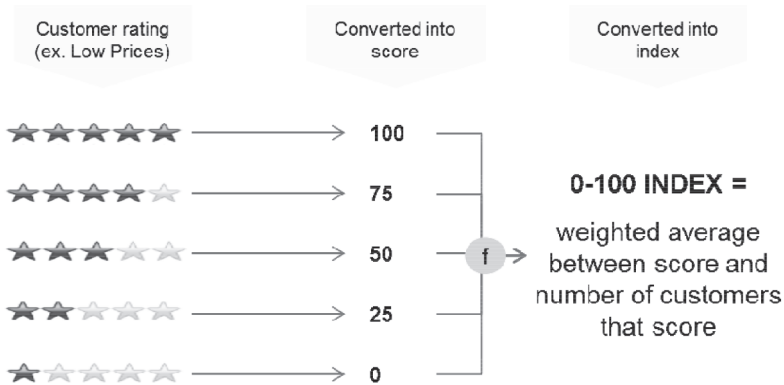 Customer rating
(ex. Low Prices)
Converted into
score
Converted into
index
100
75
50
25
0
f
0-100 INDEX =
weighted average
between score and
number of customers
that score